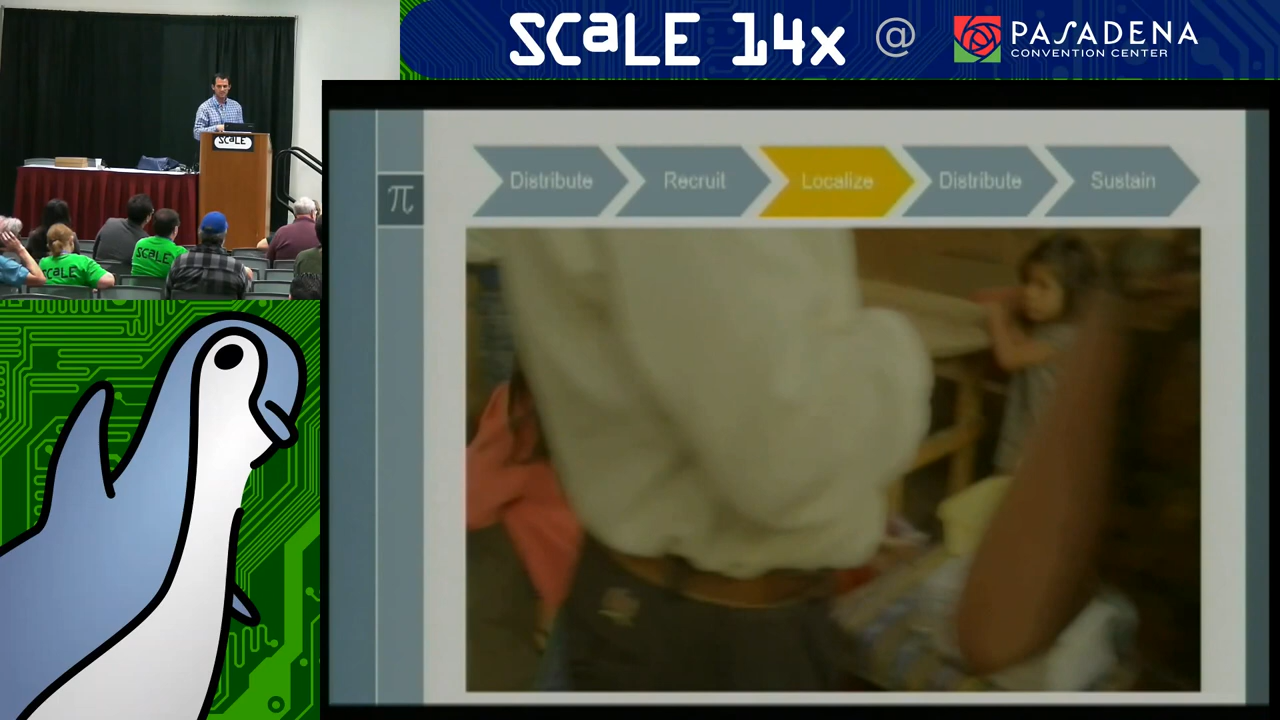 SCaLE 14x @ PASADENA
CONVENTION CENTER
SCaLE
SCaLE
SCaLE
π
Distribute Recruit Localize Distribute Sustain